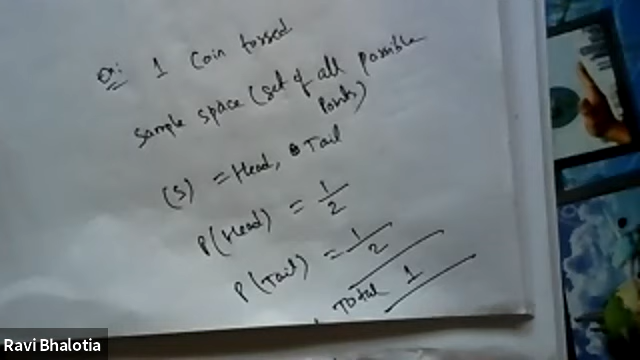 Ex: 1 Coin tossed
Sample space (set of all possible
Points)
(S) = Head, Tail
P(Head) = 1/2
P(Tail) = 1/2
Total 1
Ravi Bhalotia